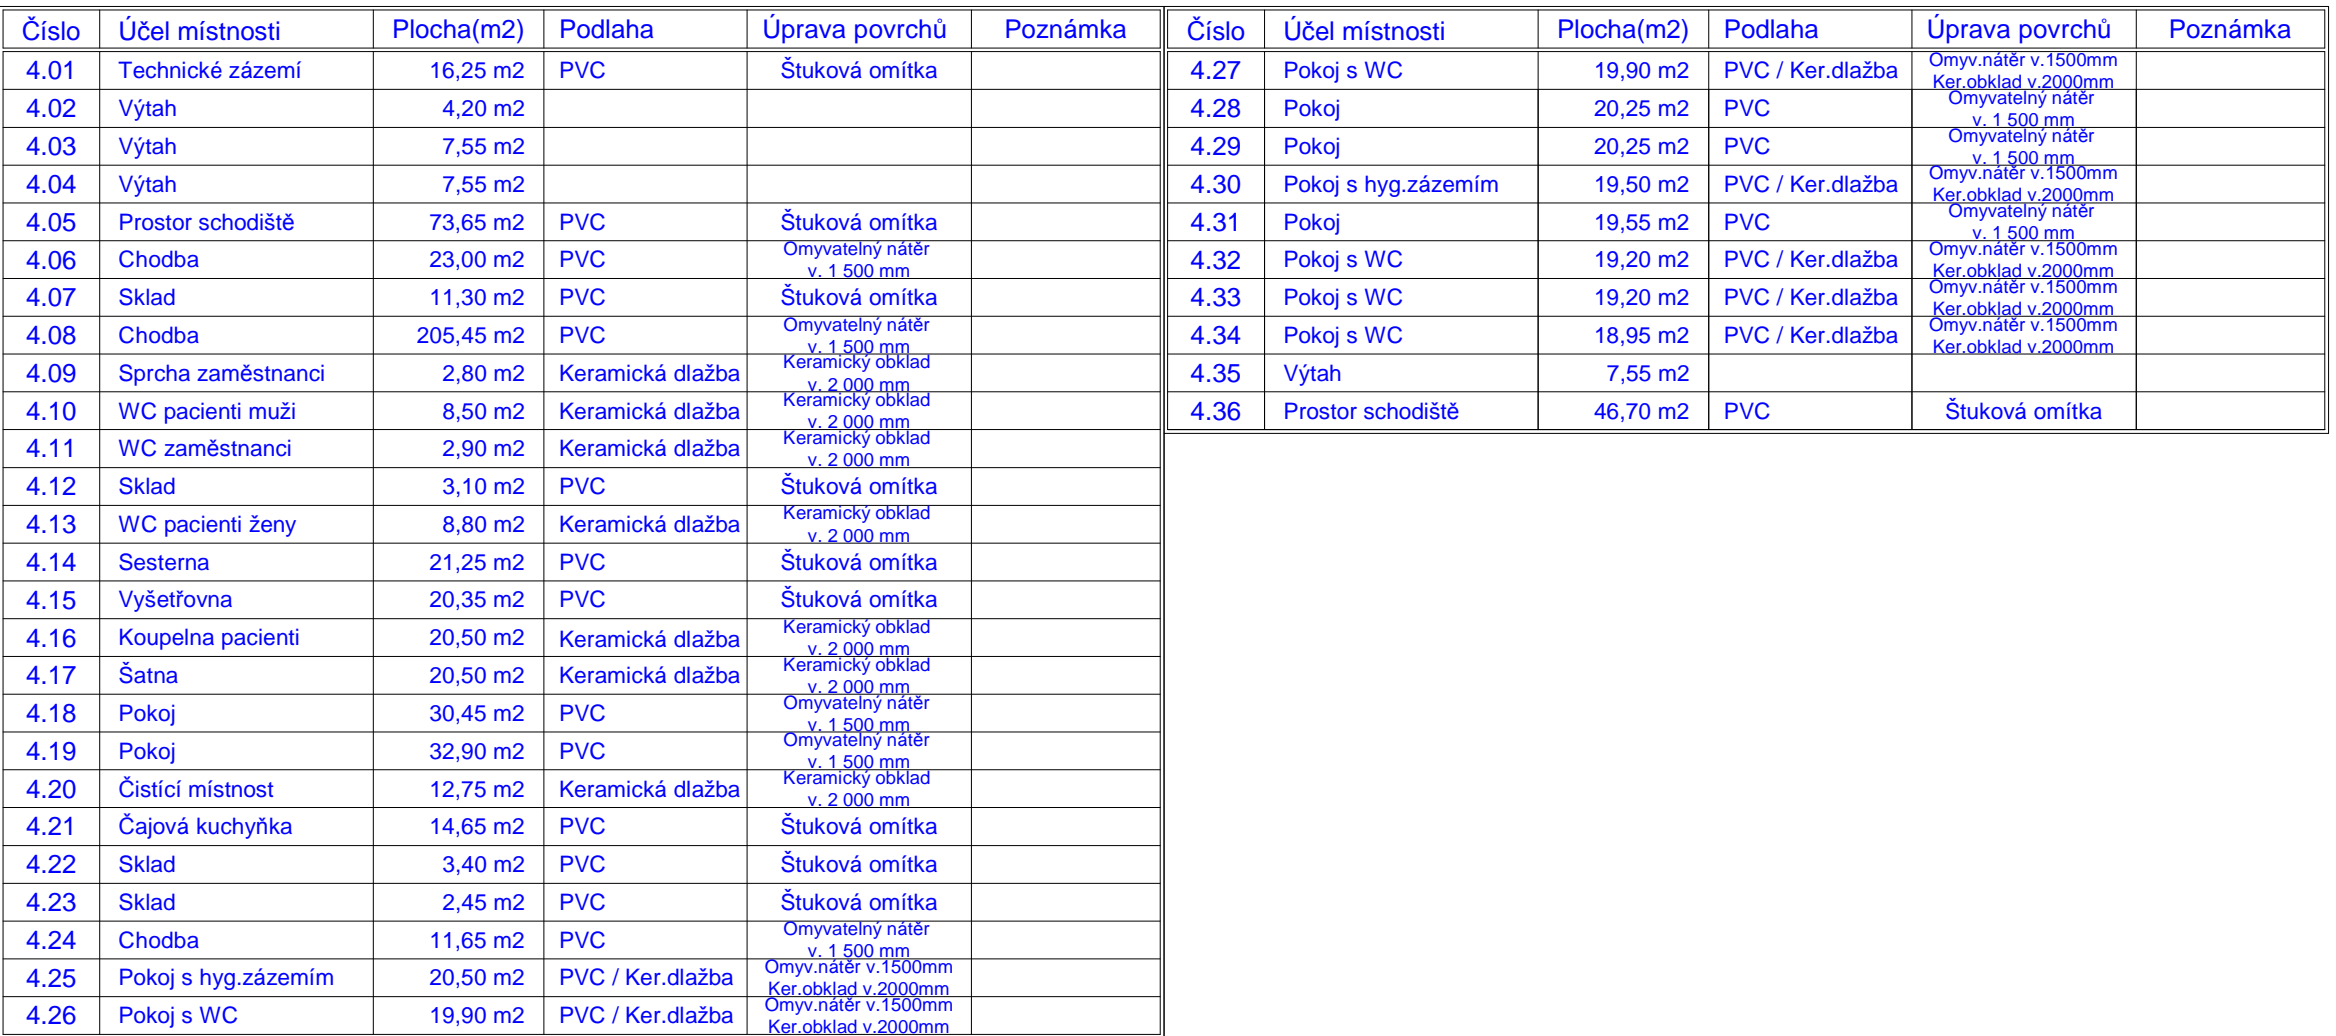 Číslo Účel místnosti Plocha(m2) Podlaha Úprava povrchů Poznámka
4.01 Technické zázemí 16,25 m2 PVC Štuková omítka
4.02 Výtah 4,20 m2
4.03 Výtah 7,55 m2
4.04 Výtah 7,55 m2
4.05 Prostor schodiště 73,65 m2 PVC Štuková omítka
4.06 Chodba 23,00 m2 PVC Omyvatelný nátěr
v. 1 500 mm
4.07 Sklad 11,30 m2 PVC Štuková omítka
4.08 Chodba 205,45 m2 PVC Omyvatelný nátěr
v. 1 500 mm
4.09 Sprcha zaměstnanci 2,80 m2 Keramická dlažba Keramický obklad
v. 2 000 mm
4.10 WC pacienti muži 8,50 m2 Keramická dlažba Keramický obklad
v. 2 000 mm
4.11 WC zaměstnanci 2,90 m2 Keramická dlažba Keramický obklad
v. 2 000 mm
4.12 Sklad 3,10 m2 PVC Štuková omítka
4.13 WC pacienti ženy 8,80 m2 Keramická dlažba Keramický obklad
v. 2 000 mm
4.14 Sesterna 21,25 m2 PVC Štuková omítka
4.15 Vyšetřovna 20,35 m2 PVC Štuková omítka
4.16 Koupelna pacienti 20,50 m2 Keramická dlažba Keramický obklad
v. 2 000 mm
4.17 Šatna 20,50 m2 Keramická dlažba Keramický obklad
v. 2 000 mm
4.18 Pokoj 30,45 m2 PVC Omyvatelný nátěr
v. 1 500 mm
4.19 Pokoj 32,90 m2 PVC Omyvatelný nátěr
v. 1 500 mm
4.20 Čistící místnost 12,75 m2 Keramická dlažba Keramický obklad
v. 2 000 mm
4.21 Čajová kuchyňka 14,65 m2 PVC Štuková omítka
4.22 Sklad 3,40 m2 PVC Štuková omítka
4.23 Sklad 2,45 m2 PVC Štuková omítka
4.24 Chodba 11,65 m2 PVC Omyvatelný nátěr
v. 1 500 mm
4.25 Pokoj s hyg.zázemím 20,50 m2 PVC / Ker.dlažba Omyv.nátěr v.1500mm
Ker.obklad v.2000mm
4.26 Pokoj s WC 19,90 m2 PVC / Ker.dlažba Omyv.nátěr v.1500mm
Ker.obklad v.2000mm
Číslo Účel místnosti Plocha(m2) Podlaha Úprava povrchů Poznámka
4.27 Pokoj s WC 19,90 m2 PVC / Ker.dlažba Omyv.nátěr v.1500mm
Ker.obklad v.2000mm
4.28 Pokoj 20,25 m2 PVC Omyvatelný nátěr
v. 1 500 mm
4.29 Pokoj 20,25 m2 PVC Omyvatelný nátěr
v. 1 500 mm
4.30 Pokoj s hyg.zázemím 19,50 m2 PVC / Ker.dlažba Omyv.nátěr v.1500mm
Ker.obklad v.2000mm
4.31 Pokoj 19,55 m2 PVC Omyvatelný nátěr
v. 1 500 mm
4.32 Pokoj s WC 19,20 m2 PVC / Ker.dlažba Omyv.nátěr v.1500mm
Ker.obklad v.2000mm
4.33 Pokoj s WC 19,20 m2 PVC / Ker.dlažba Omyv.nátěr v.1500mm
Ker.obklad v.2000mm
4.34 Pokoj s WC 18,95 m2 PVC / Ker.dlažba Omyv.nátěr v.1500mm
Ker.obklad v.2000mm
4.35 Výtah 7,55 m2
4.36 Prostor schodiště 46,70 m2 PVC Štuková omítka